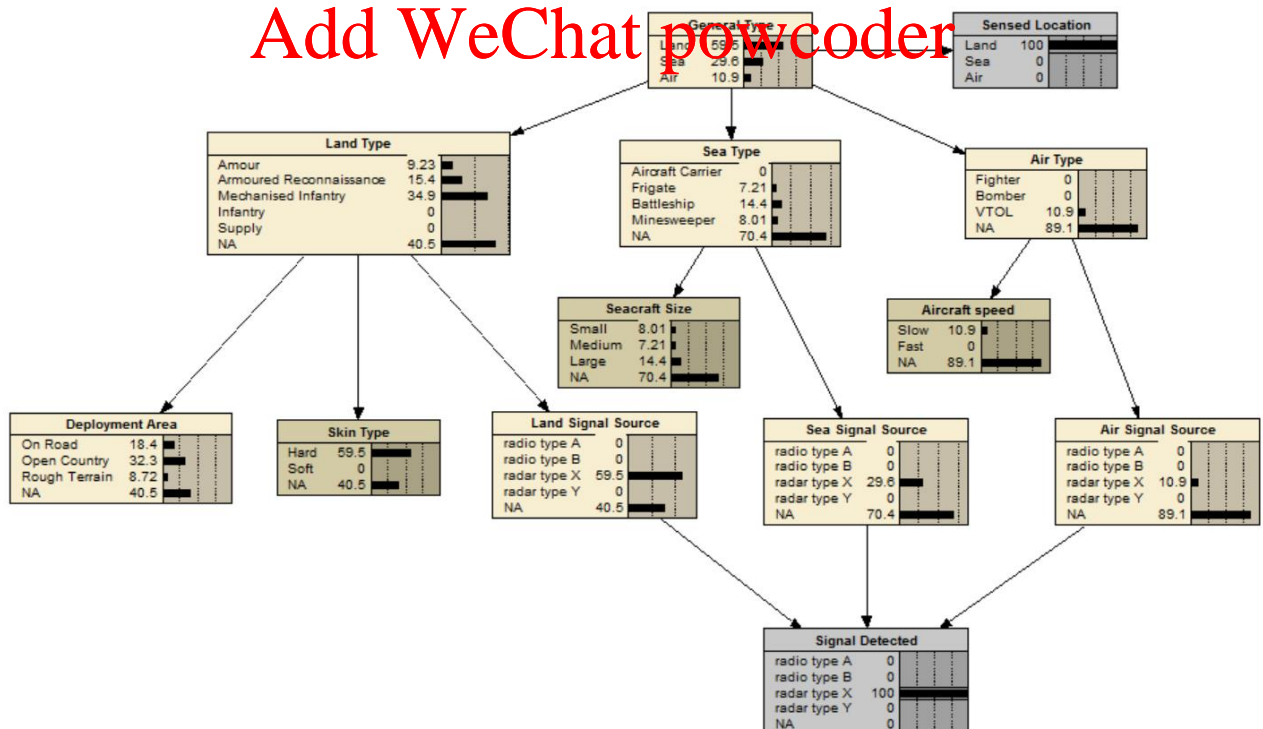 Add WeChat powcoder
General Type
Land 59.5
Sea 29.6
Air 10.9
Sensed Location
Land 100
Sea 0
Air 0
Land Type
Amour 9.23
Armoured Reconnaissance 15.4
Mechanised Infantry 34.9
Infantry 0
Supply 0
NA 40.5
Sea Type
Aircraft Carrier 0
Frigate 7.21
Battleship 14.4
Minesweeper 8.01
NA 70.4
Air Type
Fighter 0
Bomber 0
VTOL 10.9
NA 89.1
Seacraft Size
Small 8.01
Medium 7.21
Large 14.4
NA 70.4
Aircraft speed
Slow 10.9
Fast 0
NA 89.1
Deployment Area
On Road 18.4
Open Country 32.3
Rough Terrain 8.72
NA 40.5
Skin Type
Hard 59.5
Soft 0
NA 40.5
Land Signal Source
radio type A 0
radio type B 0
radar type X 59.5
radar type Y 0
NA 40.5
Sea Signal Source
radio type A 0
radio type B 0
radar type X 29.6
radar type Y 0
NA 70.4
Air Signal Source
radio type A 0
radio type B 0
radar type X 10.9
radar type Y 0
NA 89.1
Signal Detected
radio type A 0
radio type B 0
radar type X 100
radar type Y 0
NA 0